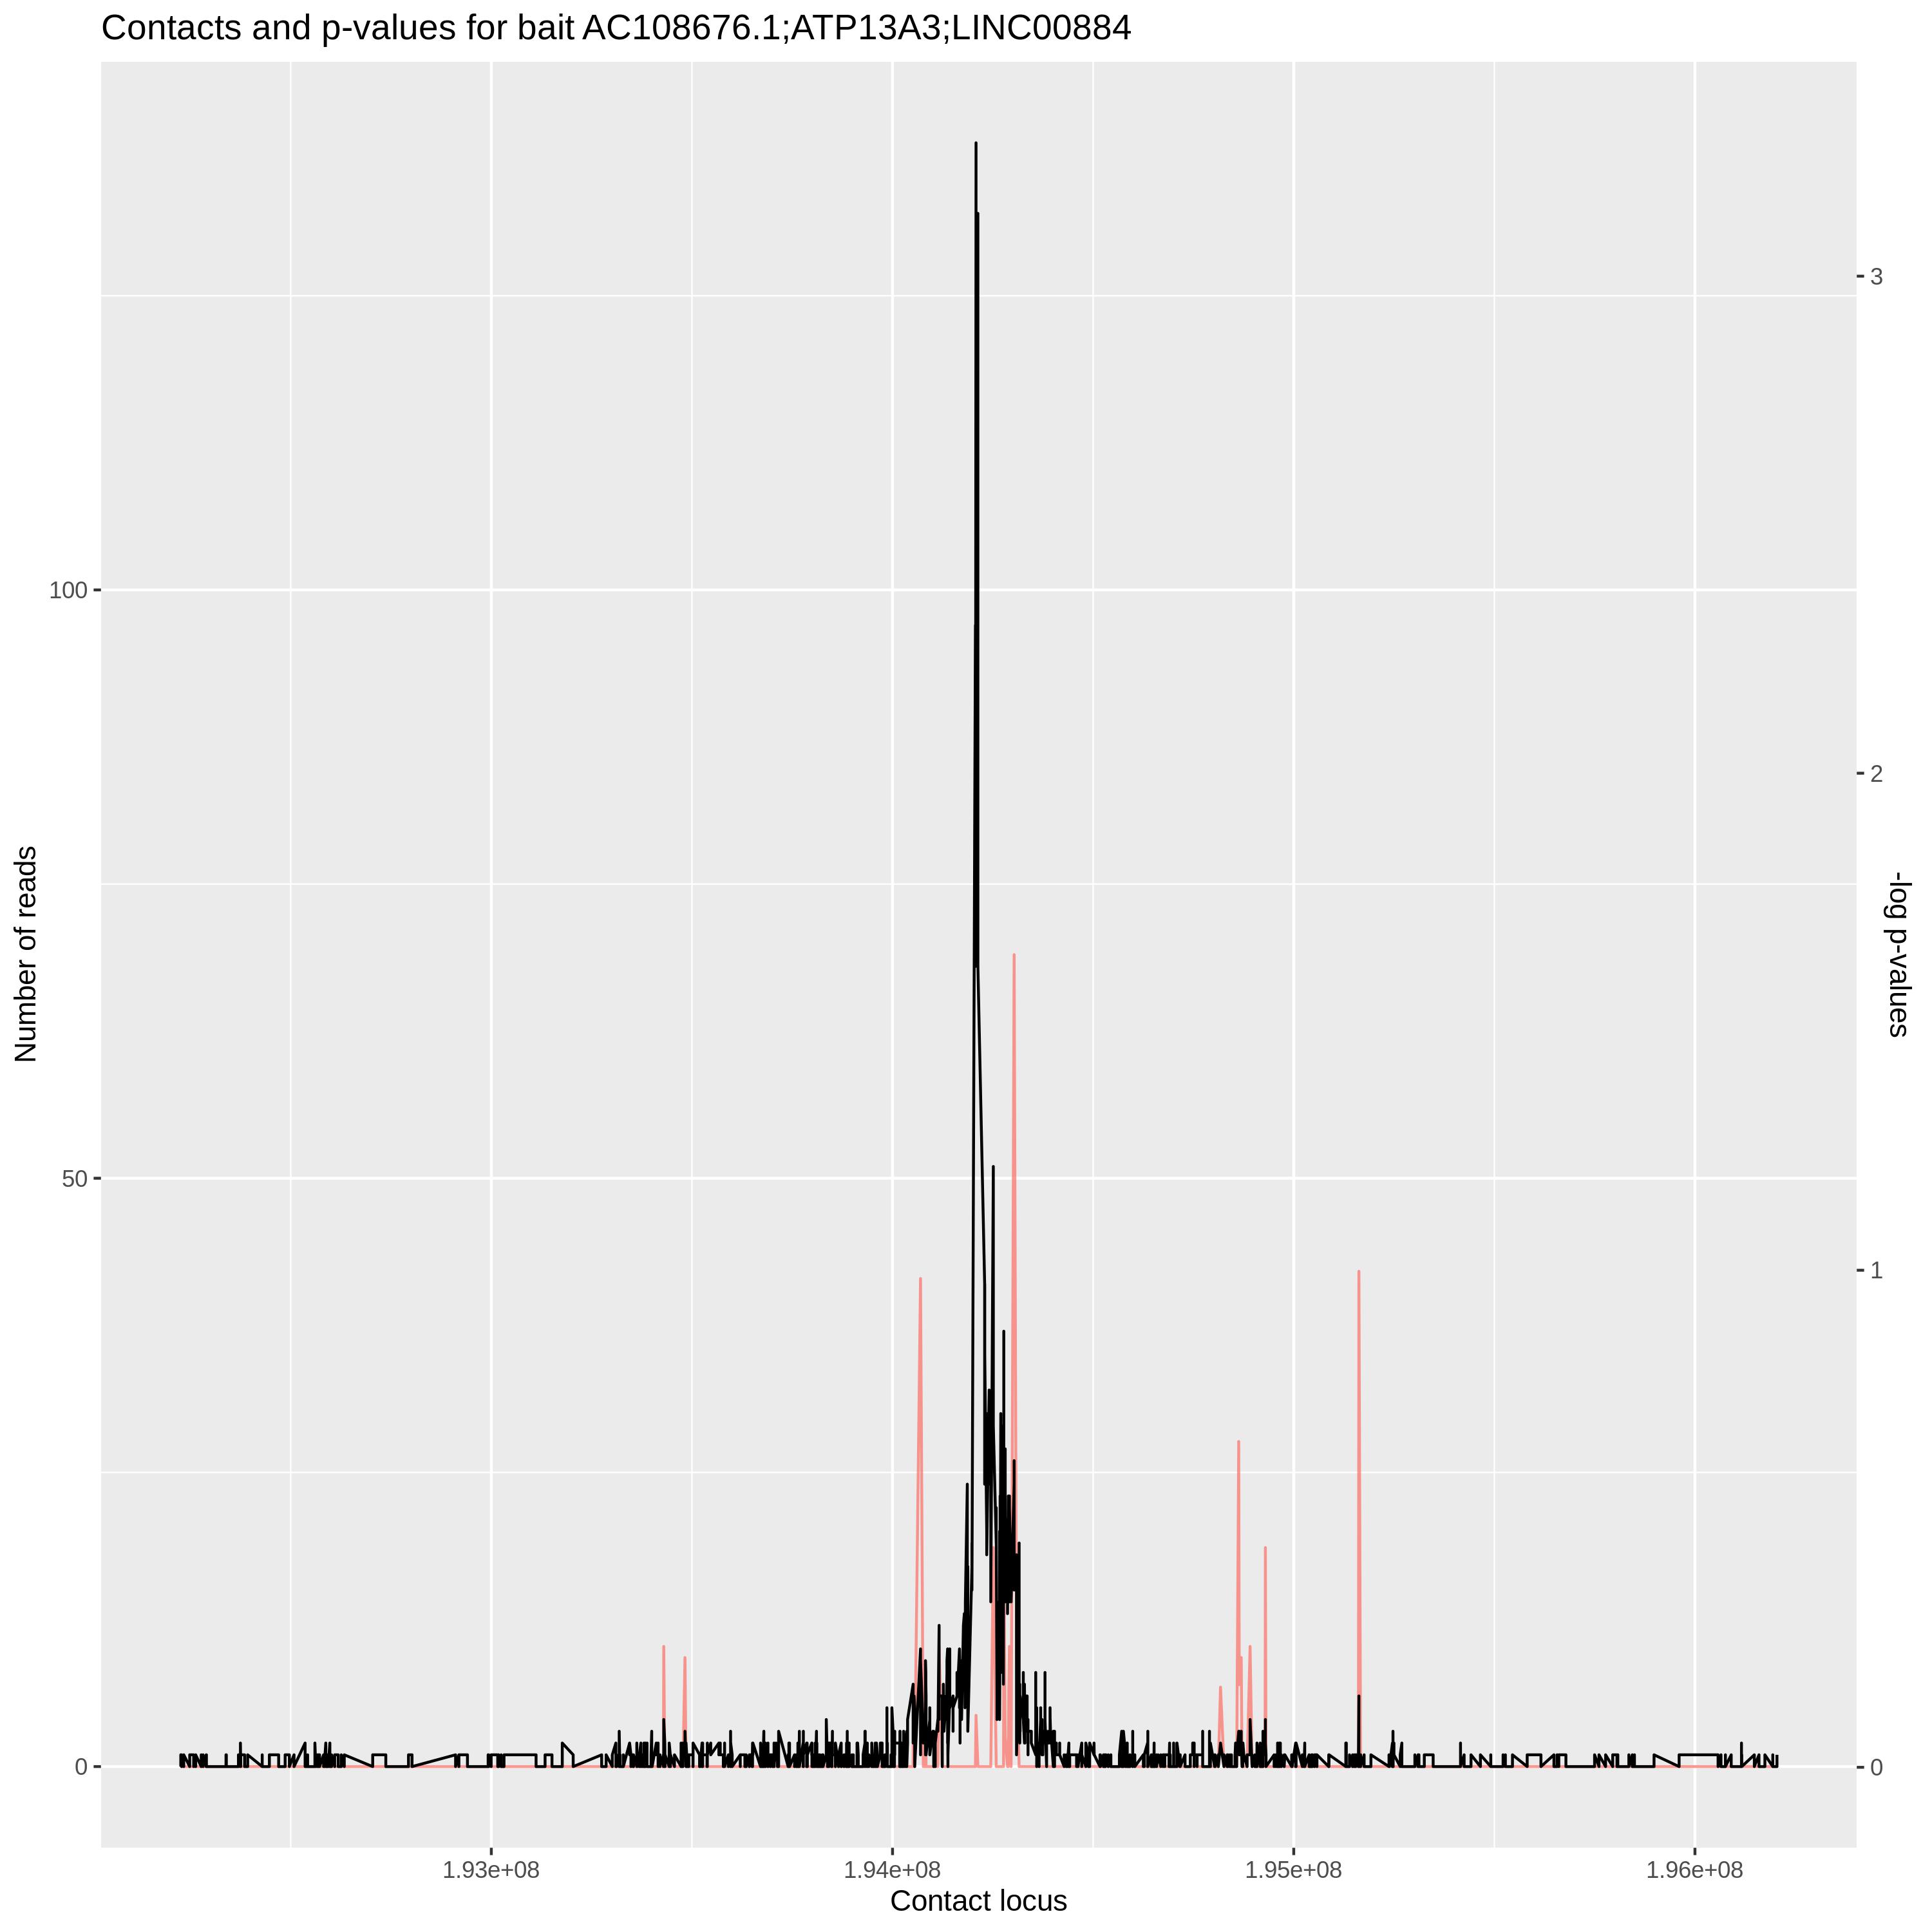 Contacts and p-values for bait AC108676.1;ATP13A3;LINC00884
3
100
2
Number of reads
-log p-values
50
1
0
0
1.93e+08
1.94e+08
1.95e+08
1.96e+08
Contact locus